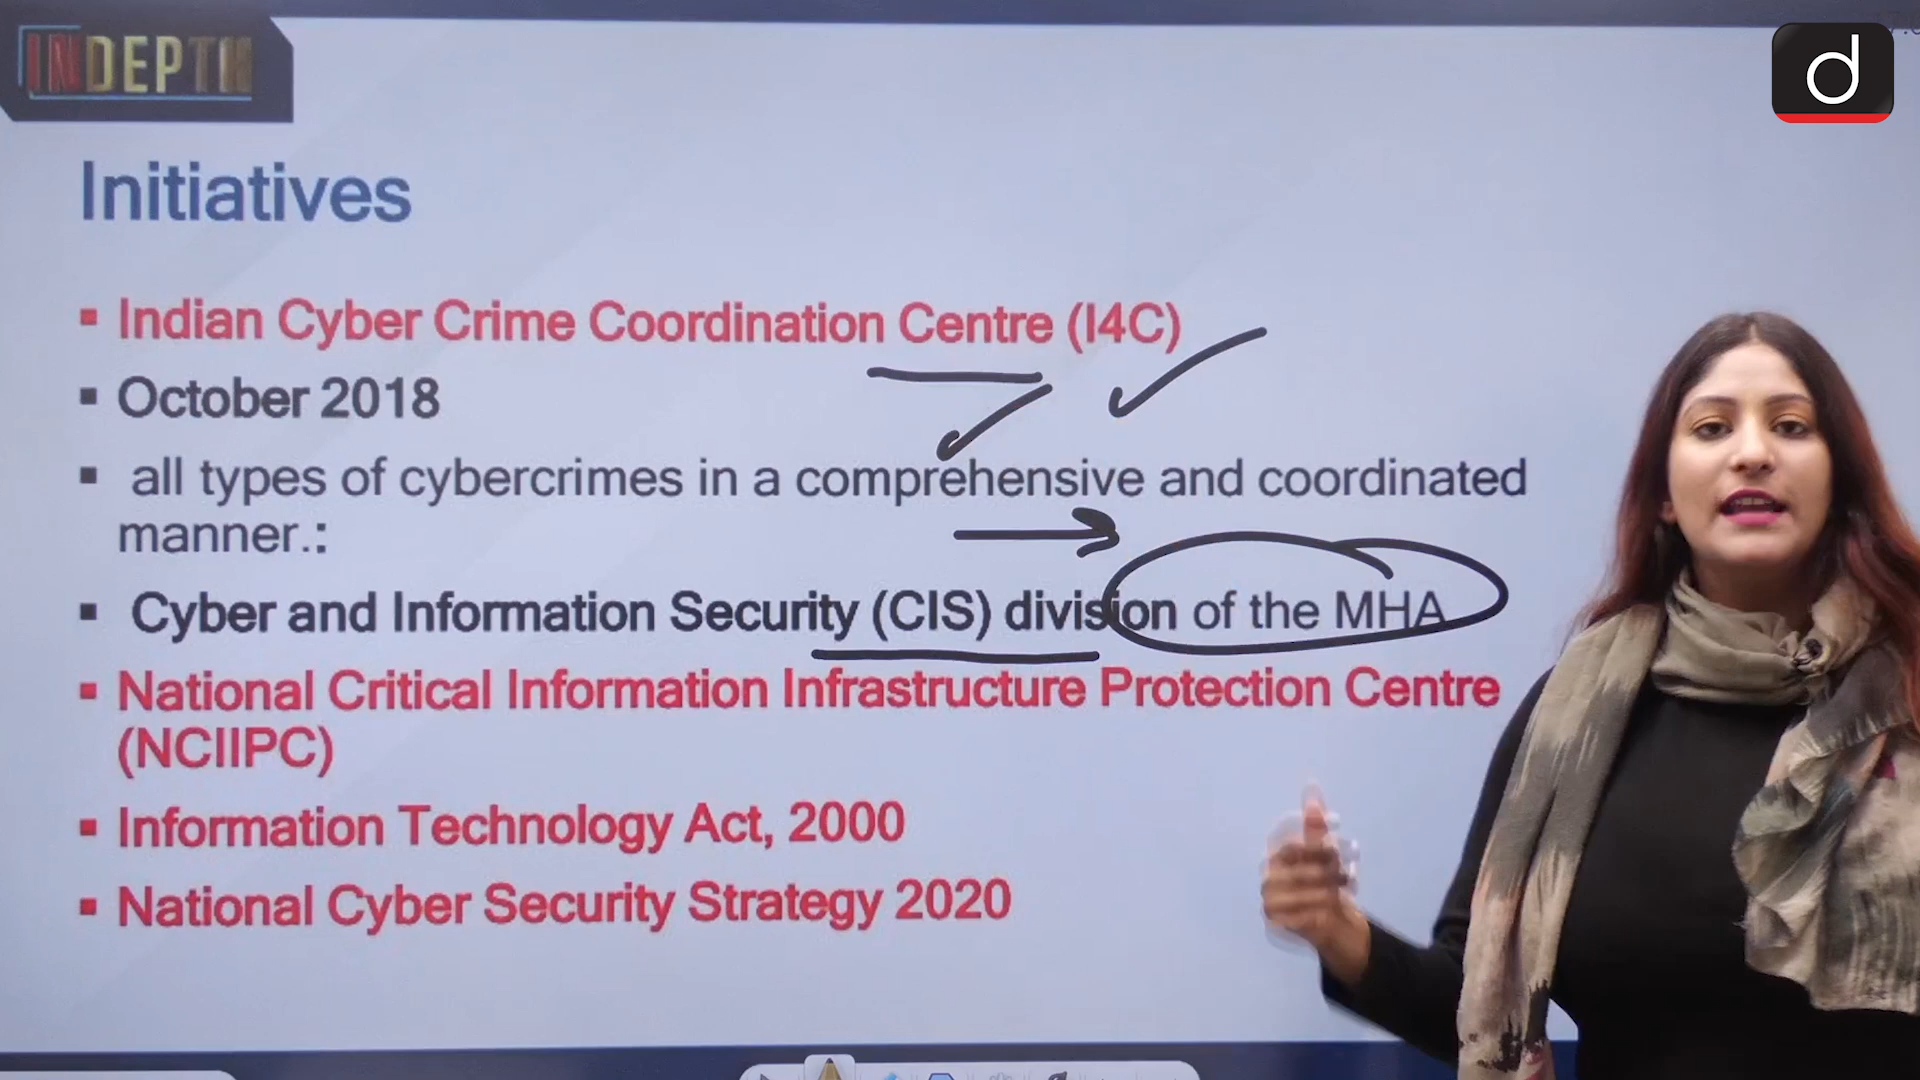 INDEPTH
d
Initiatives
▪ Indian Cyber Crime Coordination Centre (I4C)
▪ October 2018
▪ all types of cybercrimes in a comprehensive and coordinated
manner.:
▪ Cyber and Information Security (CIS) division of the MHA
▪ National Critical Information Infrastructure Protection Centre
(NCIIPC)
▪ Information Technology Act, 2000
▪ National Cyber Security Strategy 2020